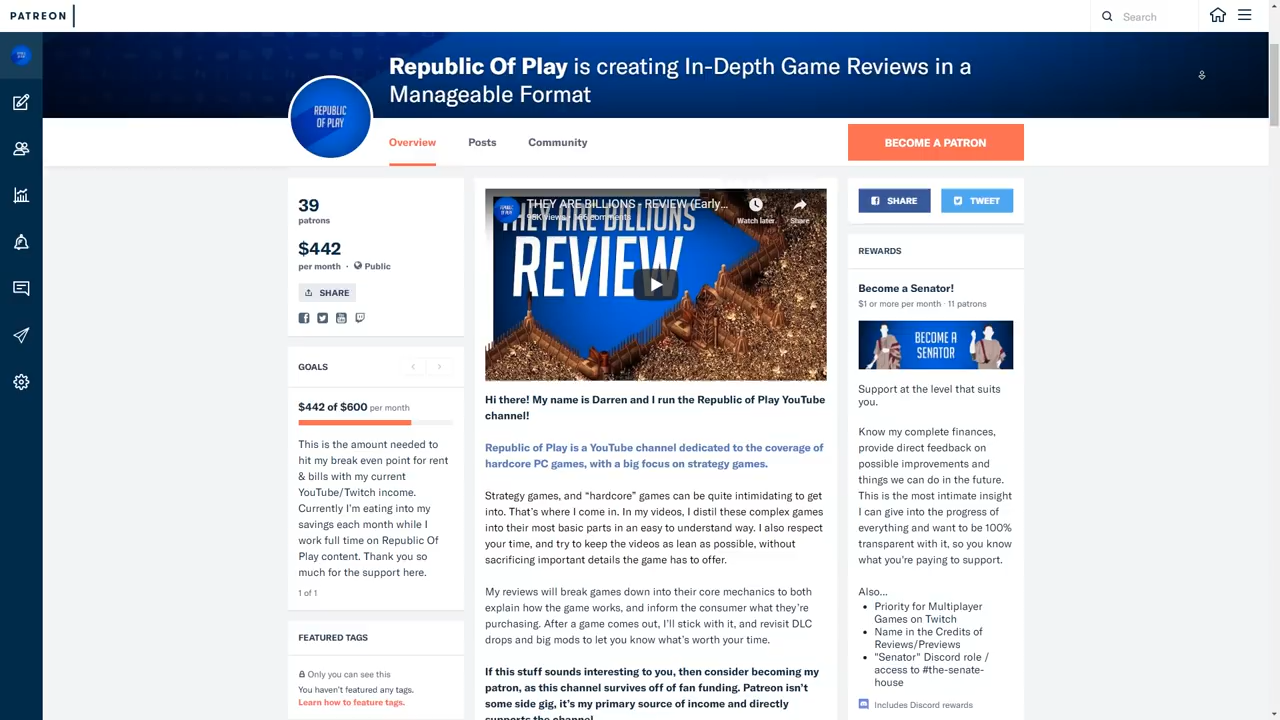 PATREON
Search
Republic Of Play is creating In-Depth Game Reviews in a
Manageable Format
REPUBLIC
OF PLAY
Overview
Posts
Community
BECOME A PATRON
39
patrons
$442
per month · Public
SHARE
GOALS
$442 of $600 per month
This is the amount needed to
hit my break even point for rent
& bills with my current
YouTube/Twitch income.
Currently I'm eating into my
savings each month while I
work full time on Republic Of
Play content. Thank you so
much for the support here.
1 of 1
FEATURED TAGS
Only you can see this
You haven't featured any tags.
Learn how to feature tags.
THEY ARE BILLIONS - REVIEW (Early...
views • comments
Watch later
Share
THEY ARE BILLIONS
REVIEW
Hi there! My name is Darren and I run the Republic of Play YouTube
channel!
Republic of Play is a YouTube channel dedicated to the coverage of
hardcore PC games, with a big focus on strategy games.
Strategy games, and “hardcore” games can be quite intimidating to get
into. That’s where I come in. In my videos, I distil these complex games
into their most basic parts in an easy to understand way. I also respect
your time, and try to keep the videos as lean as possible, without
sacrificing important details the game has to offer.
My reviews will break games down into their core mechanics to both
explain how the game works, and inform the consumer what they’re
purchasing. After a game comes out, I’ll stick with it, and revisit DLC
drops and big mods to let you know what’s worth your time.
If this stuff sounds interesting to you, then consider becoming my
patron, as this channel survives off of fan funding. Patreon isn’t
some side gig, it’s my primary source of income and directly
supports the channel.
SHARE
TWEET
REWARDS
Become a Senator!
$1 or more per month · 11 patrons
BECOME A
SENATOR
Support at the level that suits
you.
Know my complete finances,
provide direct feedback on
possible improvements and
things we can do in the future.
This is the most intimate insight
I can give into the progress of
everything and want to be 100%
transparent with it, so you know
what you're paying to support.
Also...
Priority for Multiplayer
Games on Twitch
Name in the Credits of
Reviews/Previews
"Senator" Discord role /
access to #the-senate-
house
Includes Discord rewards